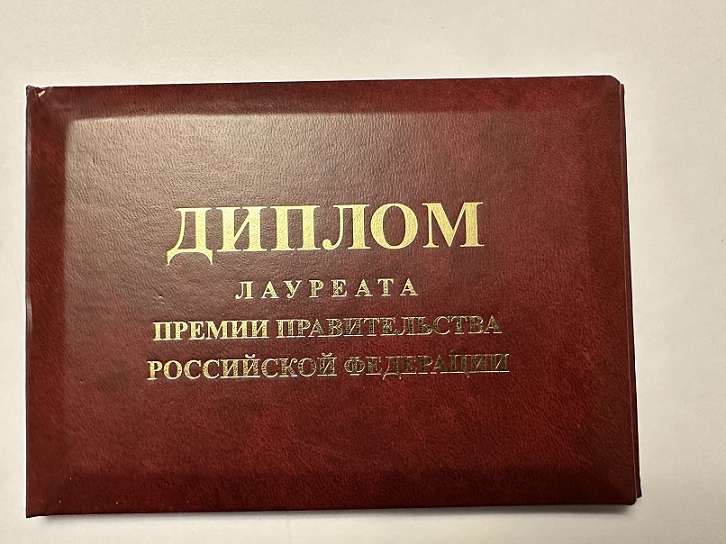 ДИПЛОМ
ЛАУРЕАТА
ПРЕМИИ ПРАВИТЕЛЬСТВА
РОССИЙСКОЙ ФЕДЕРАЦИИ